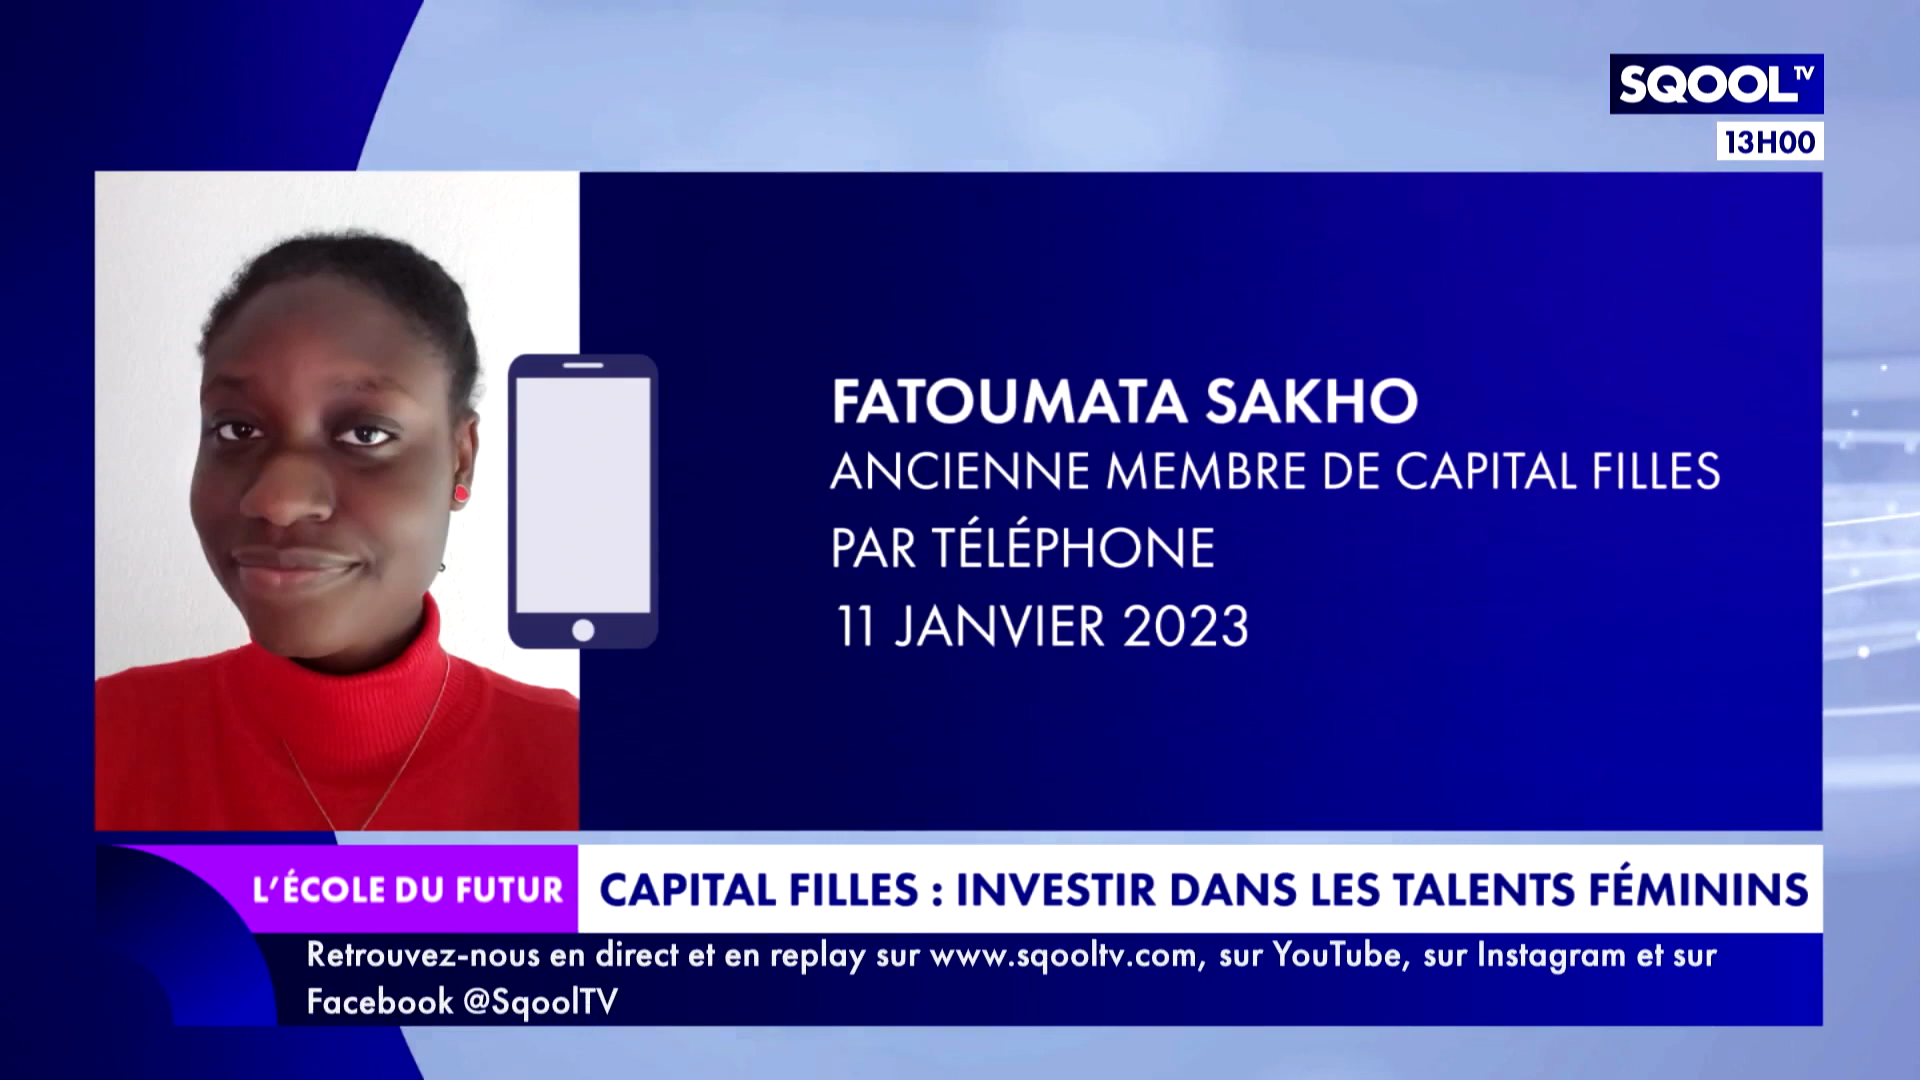 SQOOL TV
13H00
FATOUMATA SAKHO
ANCIENNE MEMBRE DE CAPITAL FILLES
PAR TÉLÉPHONE
11 JANVIER 2023
L'ÉCOLE DU FUTUR
CAPITAL FILLES : INVESTIR DANS LES TALENTS FÉMININS
Retrouvez-nous en direct et en replay sur www.sqooltv.com, sur YouTube, sur Instagram et sur
Facebook @SqoolTV